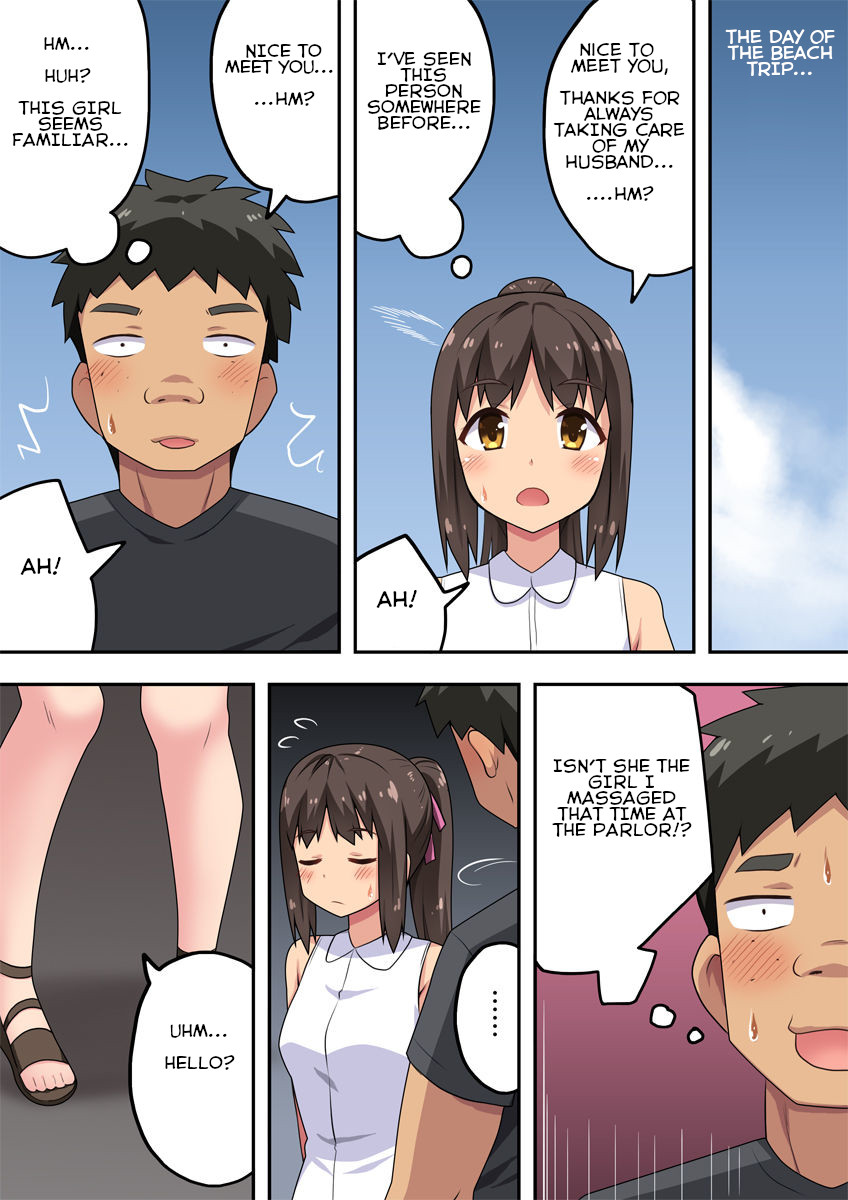 THE DAY OF
THE BEACH
TRIP...
NICE TO
MEET YOU,
THANKS FOR
ALWAYS
TAKING CARE
OF MY
HUSBAND...
....HM?
I'VE SEEN
THIS
PERSON
SOMEWHERE
BEFORE...
AH!
NICE TO
MEET YOU...
...HM?
HM...
HUH?
THIS GIRL
SEEMS
FAMILIAR...
AH!
ISN'T SHE THE
GIRL I
MASSAGED
THAT TIME AT
THE PARLOR!?
......
UHM...
HELLO?